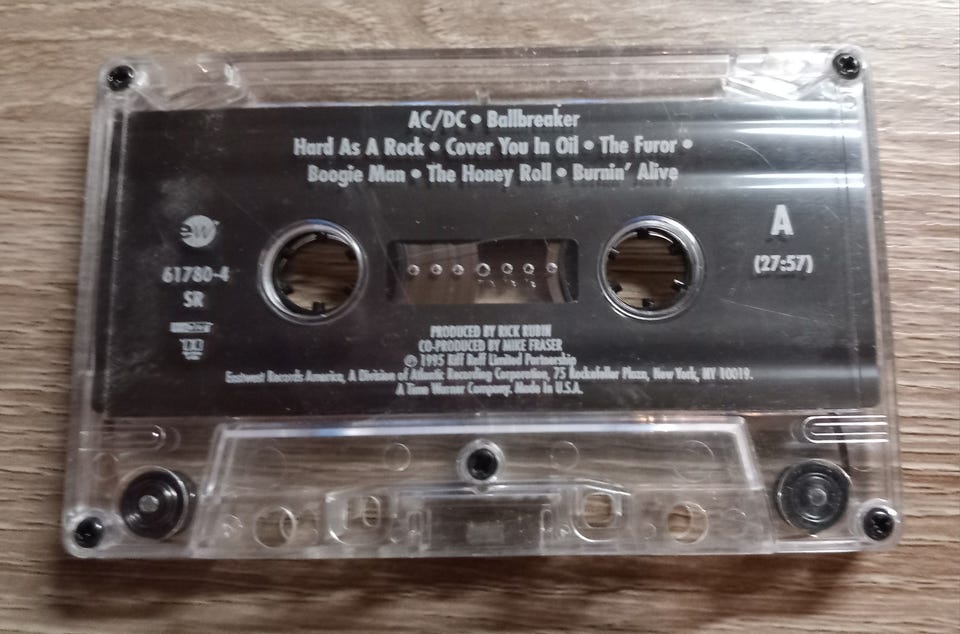 AC/DC • Ballbreaker
Hard As A Rock • Cover You In Oil • The Furor •
Boogie Man • The Honey Roll • Burnin' Alive
ew
A
61780-4
(27:57)
SR
PRODUCED BY RICK RUBIN
CO-PRODUCED BY MIKE FRASER
℗ 1995 Riff Raff Limited Partnership
Eastwest Records America, A Division of Atlantic Recording Corporation, 75 Rockefeller Plaza, New York, NY 10019.
A Time Warner Company. Made In U.S.A.